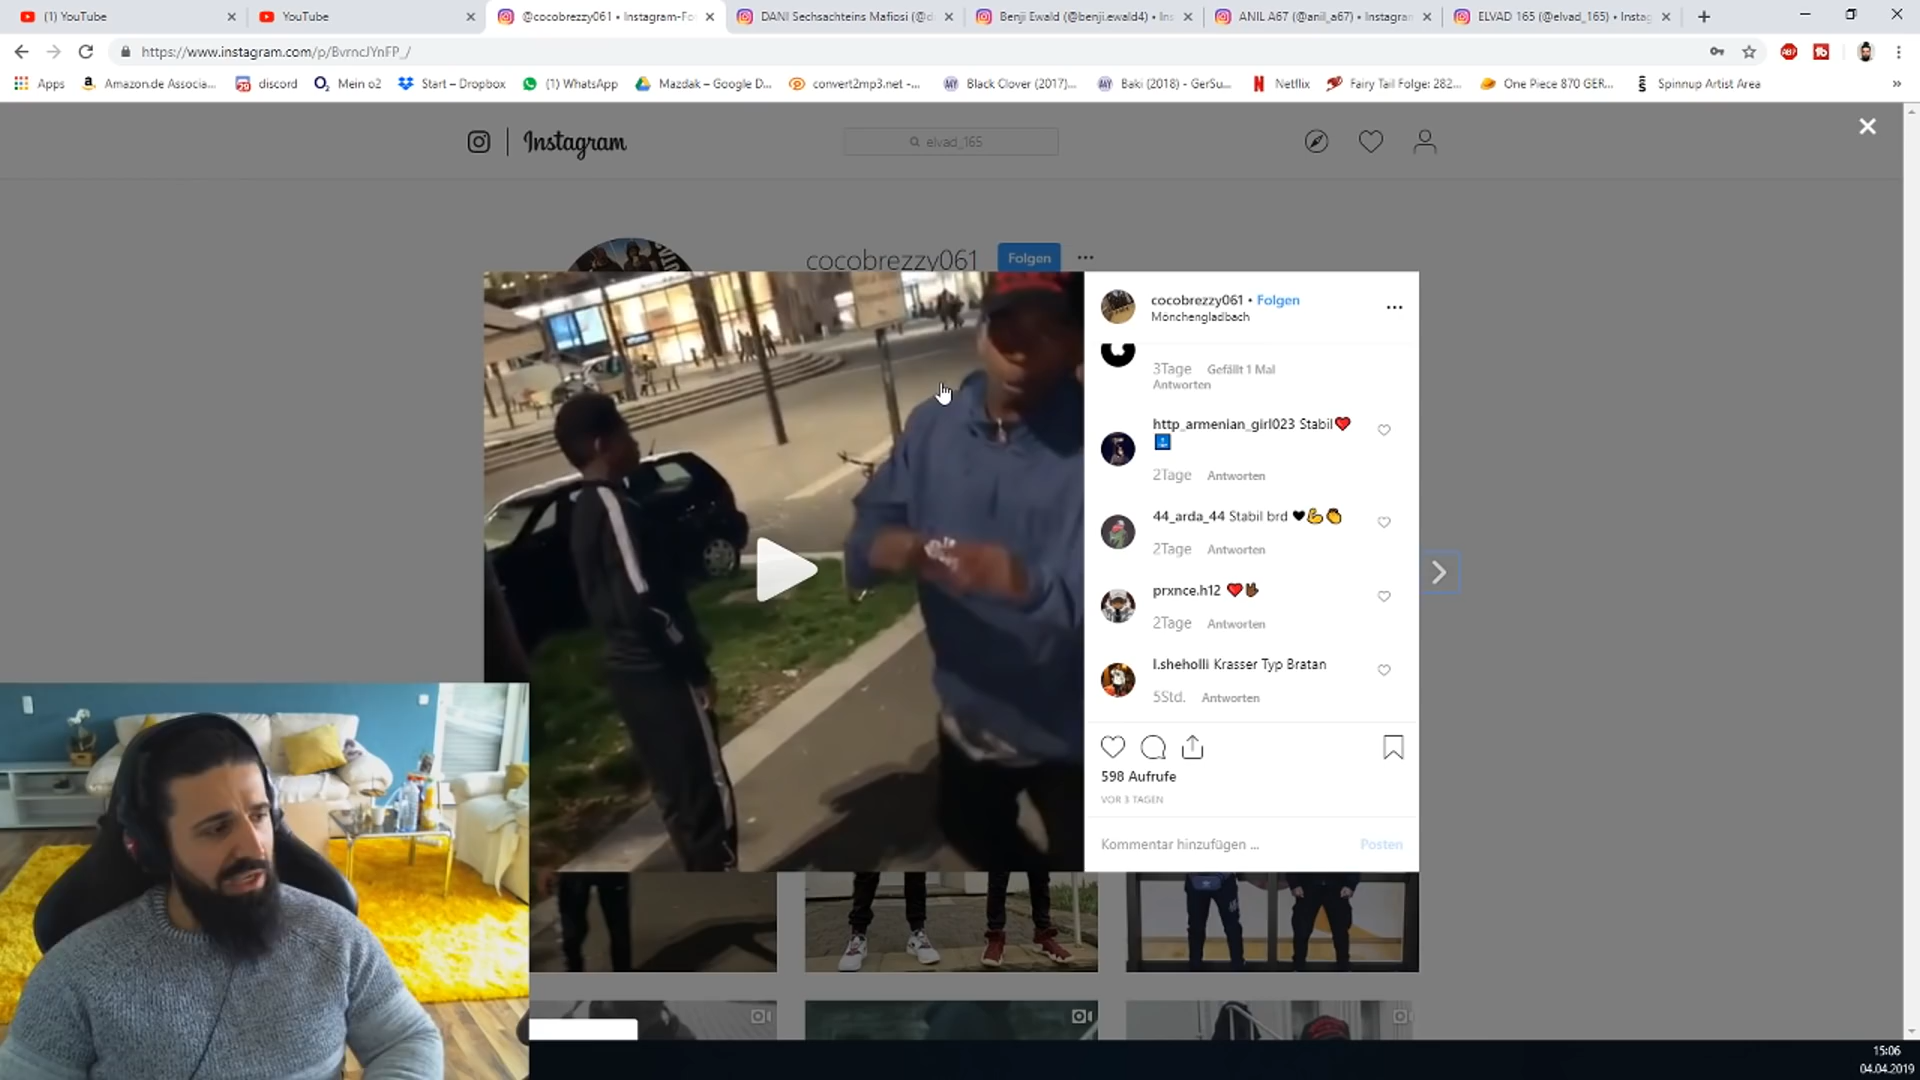 (1) YouTube
YouTube
@cocobrezzy061 • Instagram-Fo
DANI Sechsachteins Mafiosi (@d
Benji Ewald (@benji.ewald4) • Ins
ANIL A67 (@anil_a67) • Instagram
ELVAD 165 (@elvad_165) • Instag
https://www.instagram.com/p/BvrncJYnFP_/
Apps
Amazon.de Associa...
discord
Mein o2
Start – Dropbox
(1) WhatsApp
Mazdak – Google D...
convert2mp3.net -...
Black Clover (2017)...
Baki (2018) - GerSu...
Netflix
Fairy Tail Folge: 282...
One Piece 870 GER...
Spinnup Artist Area
Instagram
elvad_165
cocobrezzy061
Folgen
cocobrezzy061 • Folgen
Mönchengladbach
3Tage Gefällt 1 Mal
Antworten
http_armenian_girl023 Stabil❤️
2Tage Antworten
44_arda_44 Stabil brd 🖤💪👏
2Tage Antworten
prxnce.h12
2Tage Antworten
l.sheholli Krasser Typ Bratan
5Std. Antworten
598 Aufrufe
VOR 3 TAGEN
Kommentar hinzufügen ...
Posten
15:06
04.04.2019